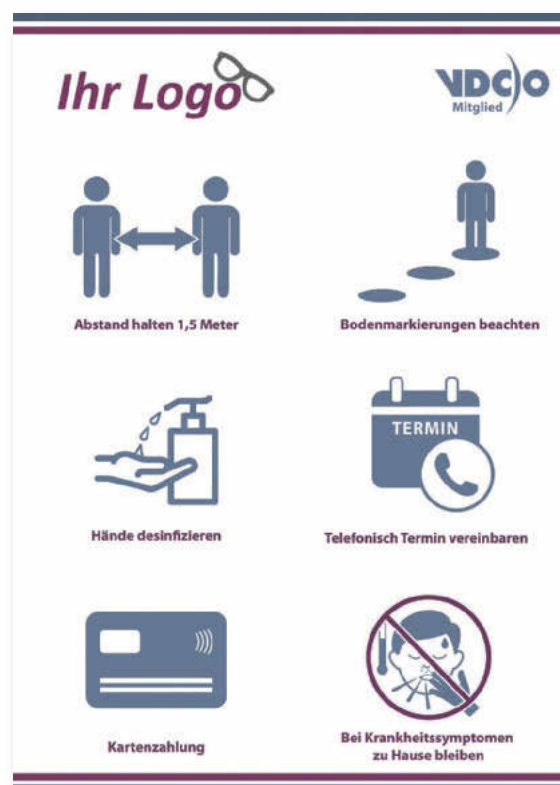 Ihr Logo
VDCO
Mitglied
Abstand halten 1,5 Meter
Bodenmarkierungen beachten
TERMIN
Hände desinfizieren
Telefonisch Termin vereinbaren
Kartenzahlung
Bei Krankheitssymptomen
zu Hause bleiben